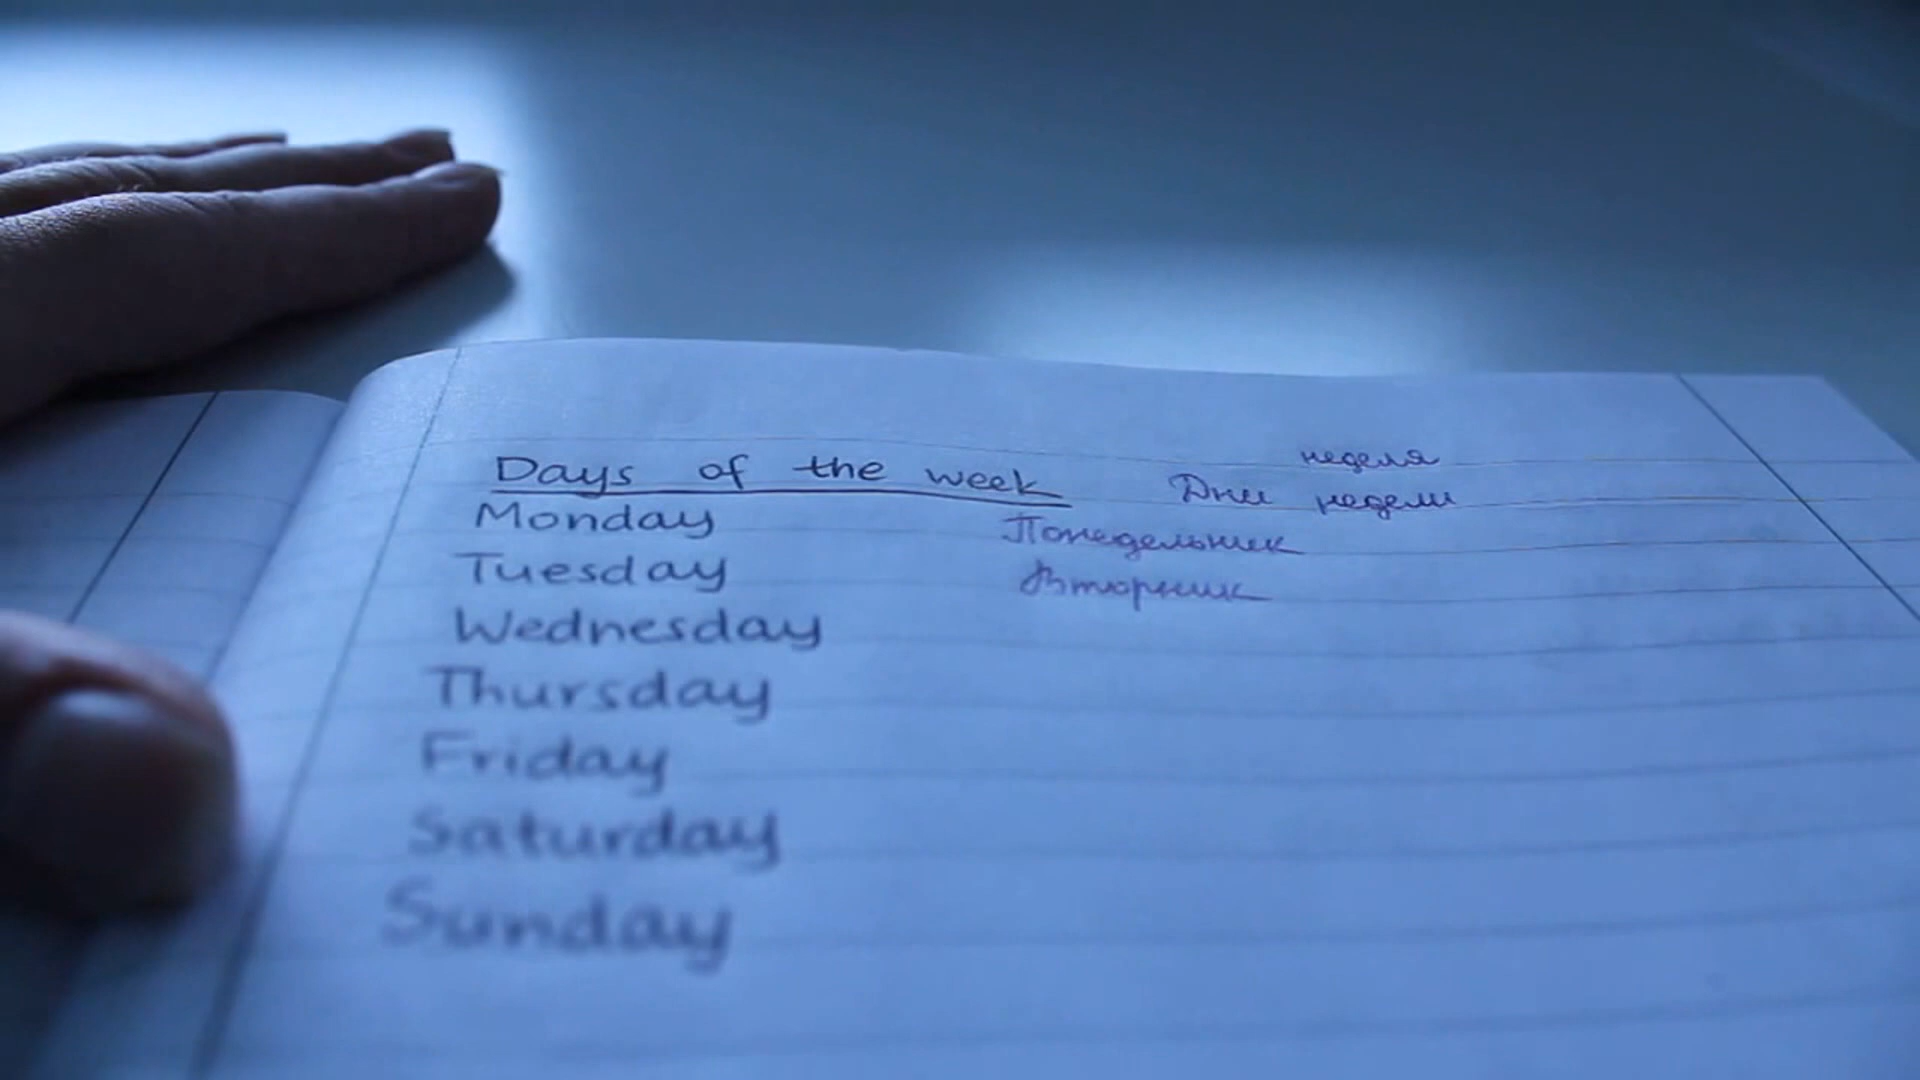 неделя
Days of the week Дни недели
Monday Понедельник
Tuesday Вторник
Wednesday
Thursday
Friday
Saturday
Sunday